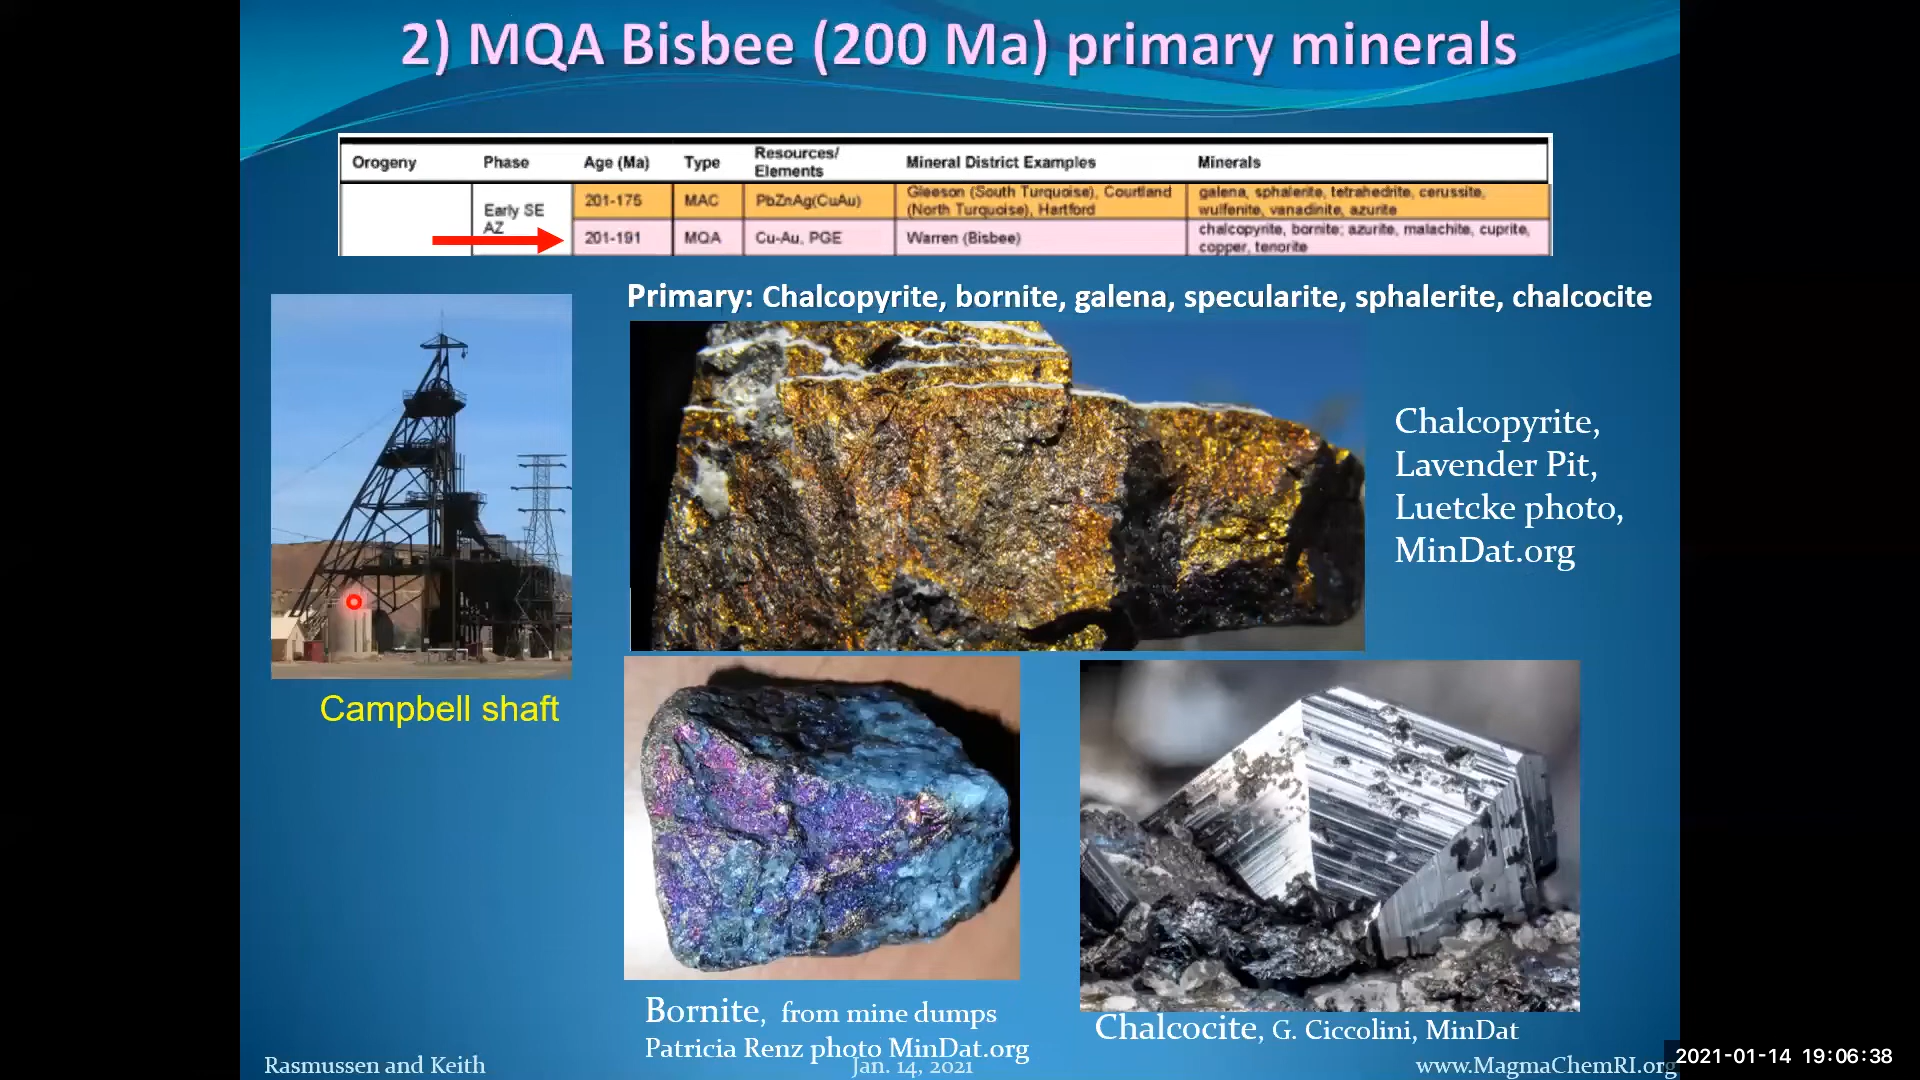 2) MQA Bisbee (200 Ma) primary minerals
Orogeny Phase Age (Ma) Type Resources/ Elements Mineral District Examples Minerals
Early SE AZ
201-175 MAC PbZnAg(CuAu) Gleeson (South Turquoise), Courtland (North Turquoise), Hartford galena, sphalerite, tetrahedrite, cerussite, wulfenite, vanadinite, azurite
201-191 MQA Cu-Au, PGE Warren (Bisbee) chalcopyrite, bornite; azurite, malachite, cuprite, copper, tenorite
Primary: Chalcopyrite, bornite, galena, specularite, sphalerite, chalcocite
Chalcopyrite,
Lavender Pit,
Luetcke photo,
MinDat.org
Campbell shaft
Bornite, from mine dumps
Patricia Renz photo MinDat.org
Chalcocite, G. Ciccolini, MinDat
Rasmussen and Keith
Jan. 14, 2021
www.MagmaChemRI.org
2021-01-14 19:06:38